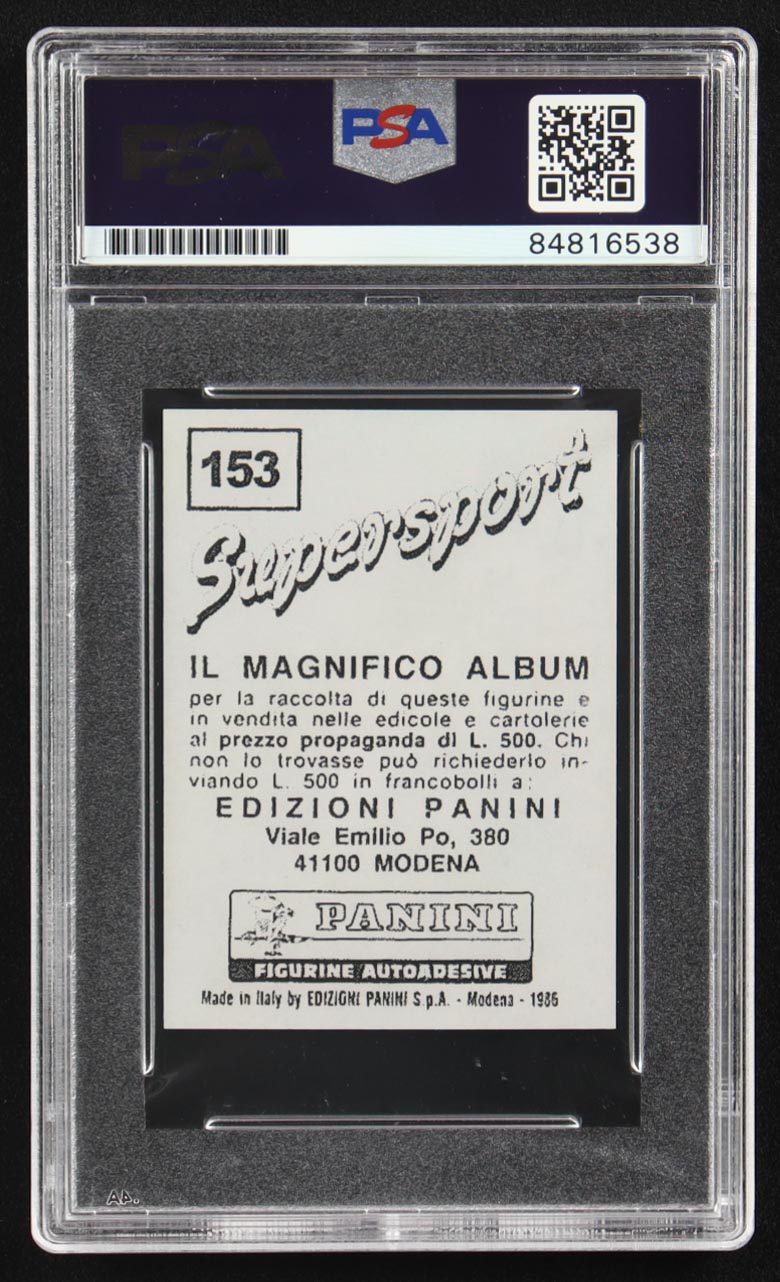 PSA
PSA
84816538
153
Supersport
IL MAGNIFICO ALBUM
per la raccolta di queste figurine e
in vendita nelle edicole e cartolerie
al prezzo propaganda di L. 500. Chi
non lo trovasse può richiederlo in-
viando L. 500 in francobolli a:
EDIZIONI PANINI
Viale Emilio Po, 380
41100 MODENA
PANINI
FIGURINE AUTOADESIVE
Made in Italy by EDIZIONI PANINI S.p.A. - Modena - 1986